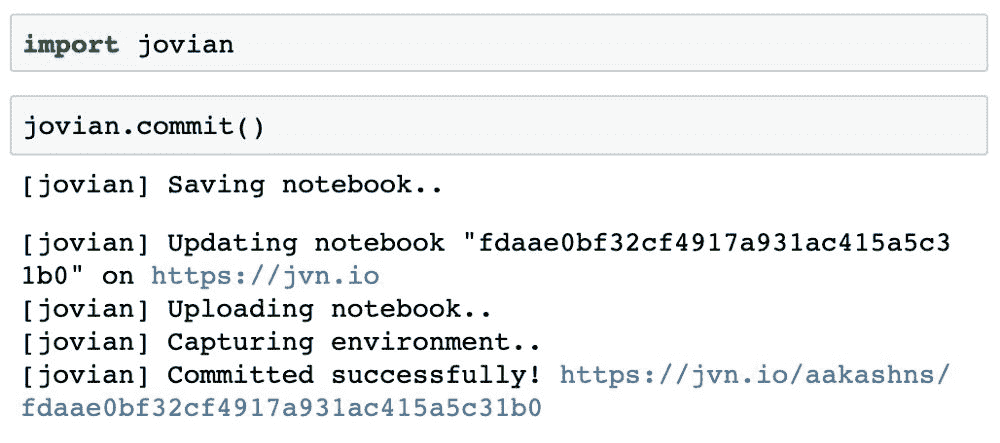 import jovian
jovian.commit()
[jovian] Saving notebook..
[jovian] Updating notebook "fdaae0bf32cf4917a931ac415a5c3
1b0" on https://jvn.io
[jovian] Uploading notebook..
[jovian] Capturing environment..
[jovian] Committed successfully! https://jvn.io/aakashns/
fdaae0bf32cf4917a931ac415a5c31b0